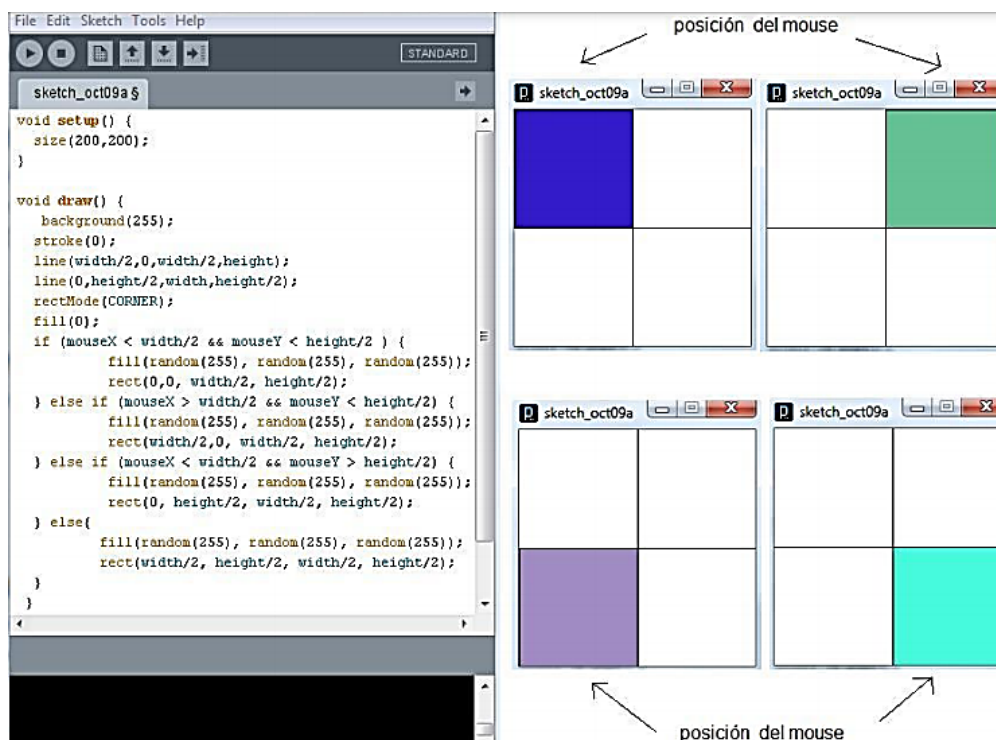 File Edit Sketch Tools Help
STANDARD
sketch_oct09a §
void setup() {
size(200,200);
}
void draw() {
background(255);
stroke(0);
line(width/2,0,width/2,height);
line(0,height/2,width,height/2);
rectMode(CORNER);
fill(0);
if (mouseX < width/2 && mouseY < height/2 ) {
fill(random(255), random(255), random(255));
rect(0,0, width/2, height/2);
} else if (mouseX > width/2 && mouseY < height/2) {
fill(random(255), random(255), random(255));
rect(width/2,0, width/2, height/2);
} else if (mouseX < width/2 && mouseY > height/2) {
fill(random(255), random(255), random(255));
rect(0, height/2, width/2, height/2);
} else{
fill(random(255), random(255), random(255));
rect(width/2, height/2, width/2, height/2);
}
}
posición del mouse
sketch_oct09a
sketch_oct09a
sketch_oct09a
sketch_oct09a
posición del mouse